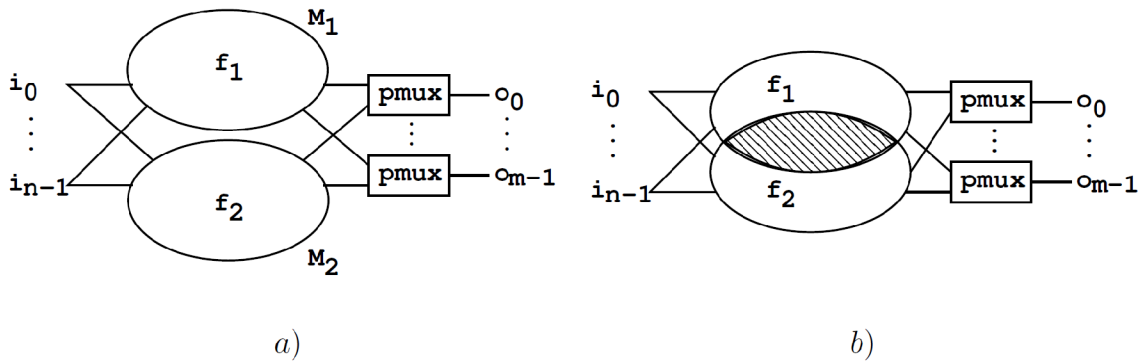 M1
f1
i0
pmux
o0
in-1
pmux
om-1
f2
M2
a)
f1
i0
pmux
o0
in-1
pmux
om-1
f2
b)